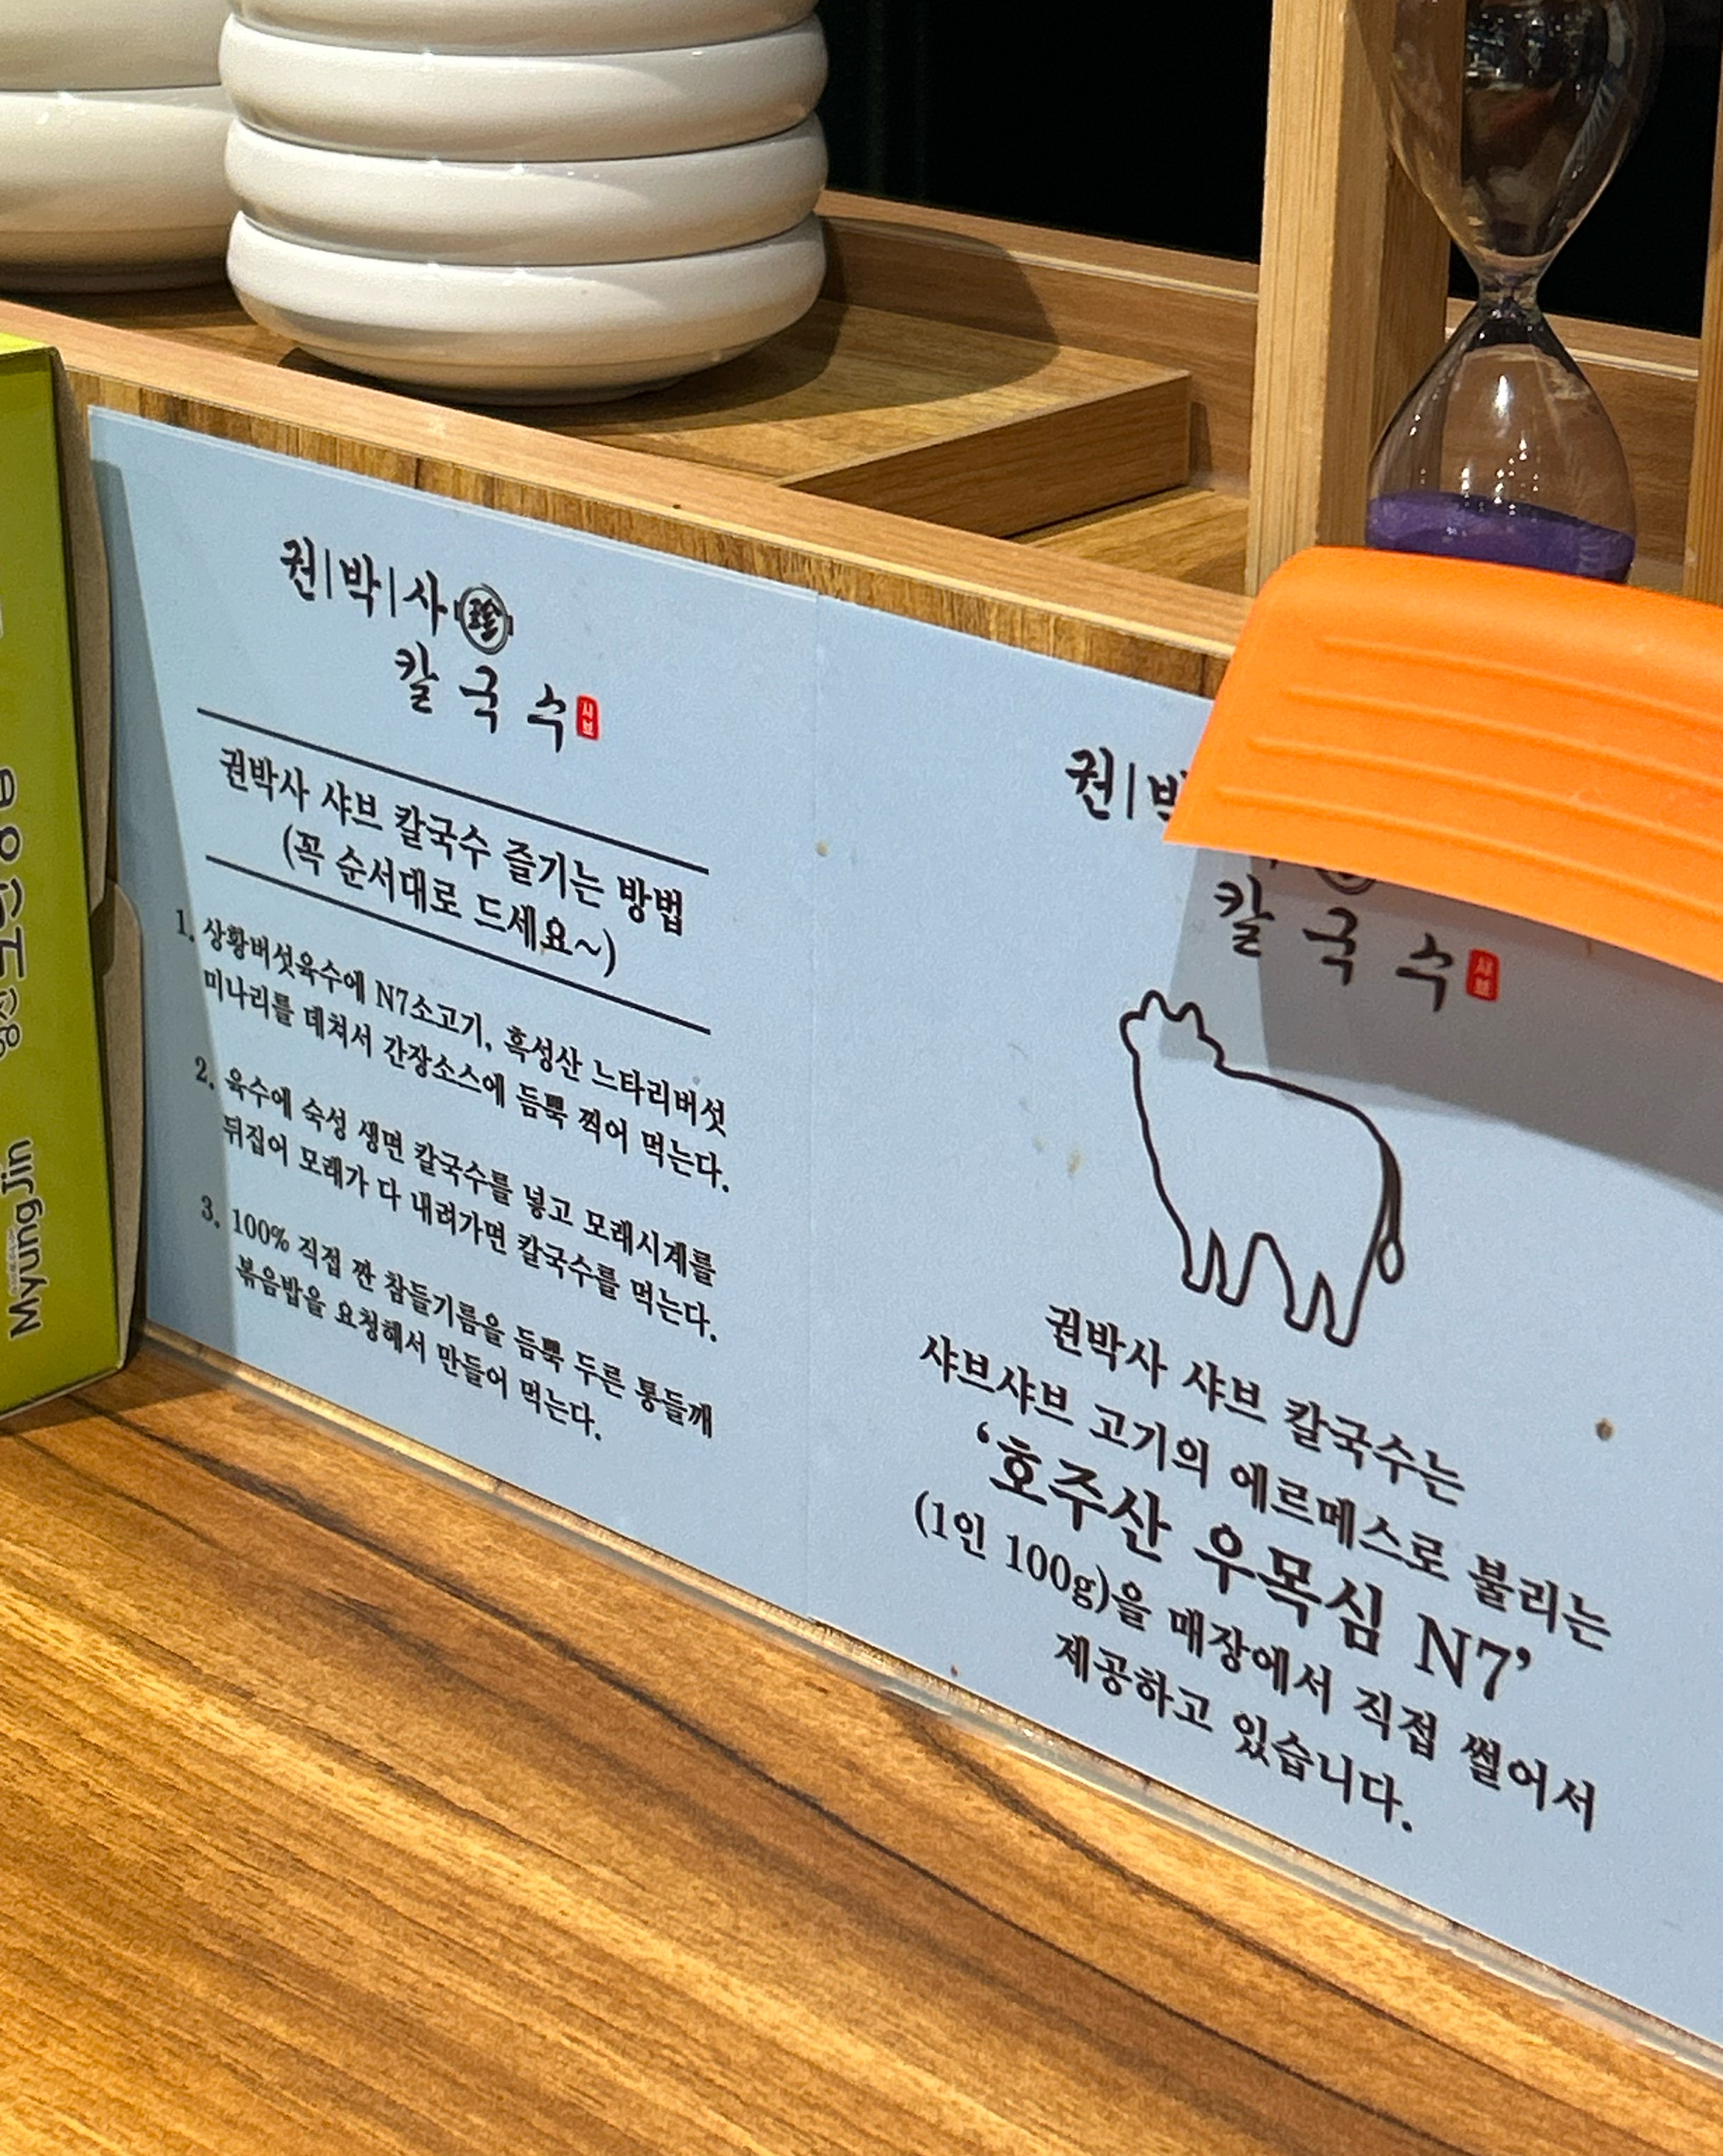 권|박|사
칼국수
샤브
권박사 샤브 칼국수 즐기는 방법
(꼭 순서대로 드세요~)
1. 상황버섯육수에 N7소고기, 흑성산 느타리버섯
미나리를 데쳐서 간장소스에 듬뿍 찍어 먹는다.
2. 육수에 숙성 생면 칼국수를 넣고 모래시계를
뒤집어 모래가 다 내려가면 칼국수를 먹는다.
3. 100% 직접 짠 참들기름을 듬뿍 두른 통들깨
볶음밥을 요청해서 만들어 먹는다.
권|박
칼국수
샤브
권박사 샤브 칼국수는
샤브샤브 고기의 에르메스로 불리는
‘호주산 우목심 N7’
(1인 100g)을 매장에서 직접 썰어서
제공하고 있습니다.
MyungJin